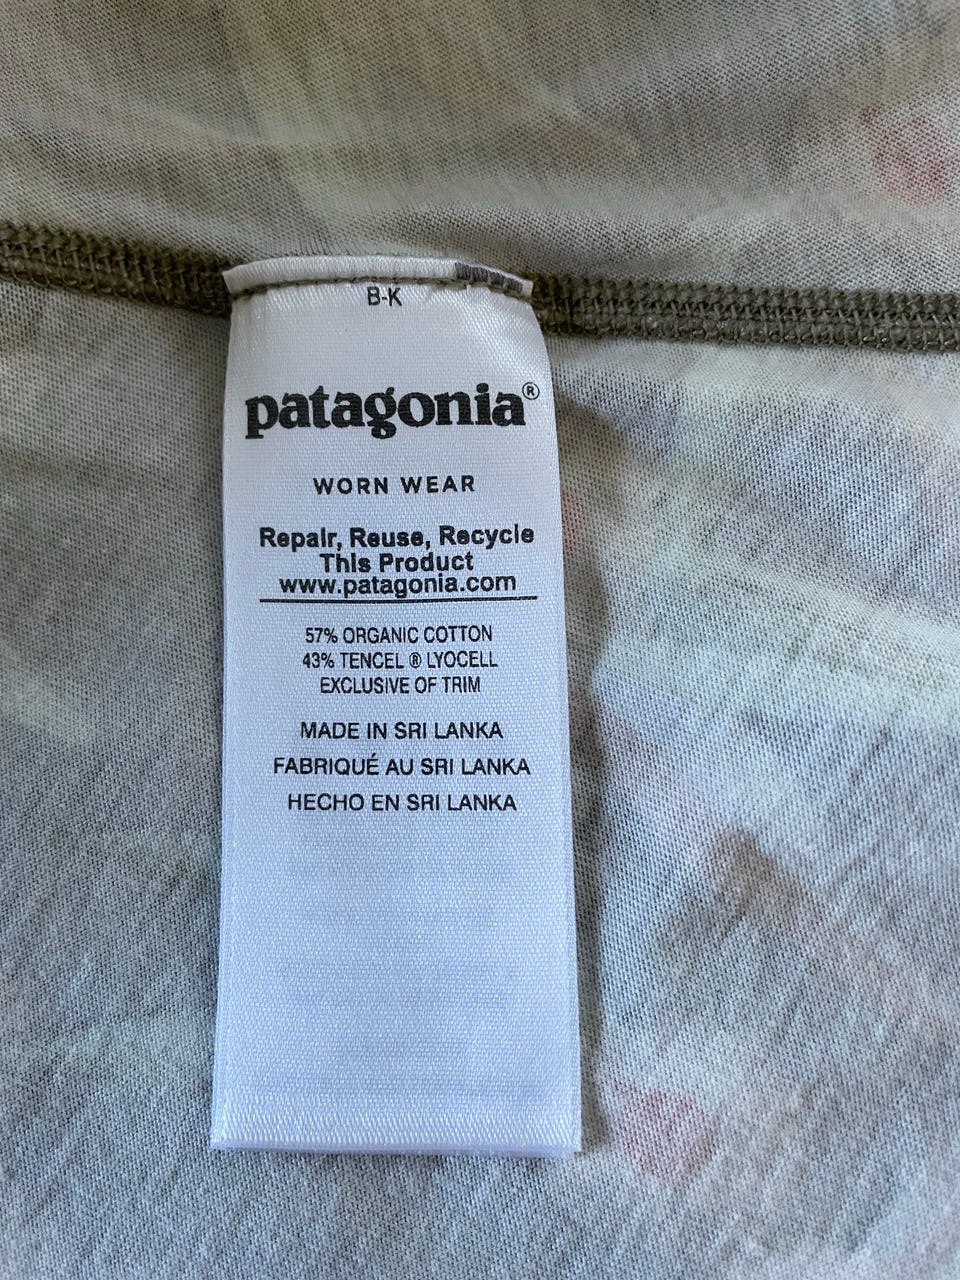 B-K
patagonia®
WORN WEAR
Repair, Reuse, Recycle
This Product
www.patagonia.com
57% ORGANIC COTTON
43% TENCEL ® LYOCELL
EXCLUSIVE OF TRIM
MADE IN SRI LANKA
FABRIQUÉ AU SRI LANKA
HECHO EN SRI LANKA